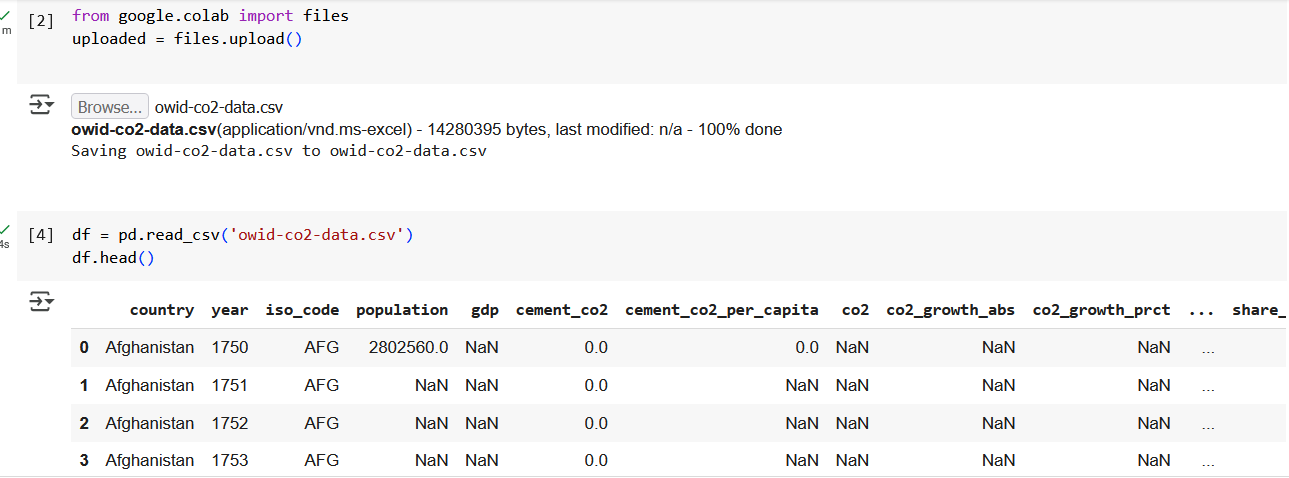 [2] from google.colab import files
uploaded = files.upload()
m
Browse... owid-co2-data.csv
owid-co2-data.csv(application/vnd.ms-excel) - 14280395 bytes, last modified: n/a - 100% done
Saving owid-co2-data.csv to owid-co2-data.csv
[4] df = pd.read_csv('owid-co2-data.csv')
4s df.head()
country year iso_code population gdp cement_co2 cement_co2_per_capita co2 co2_growth_abs co2_growth_prct ... share_
0 Afghanistan 1750 AFG 2802560.0 NaN 0.0 0.0 NaN NaN NaN ...
1 Afghanistan 1751 AFG NaN NaN 0.0 NaN NaN NaN NaN ...
2 Afghanistan 1752 AFG NaN NaN 0.0 NaN NaN NaN NaN ...
3 Afghanistan 1753 AFG NaN NaN 0.0 NaN NaN NaN NaN ...